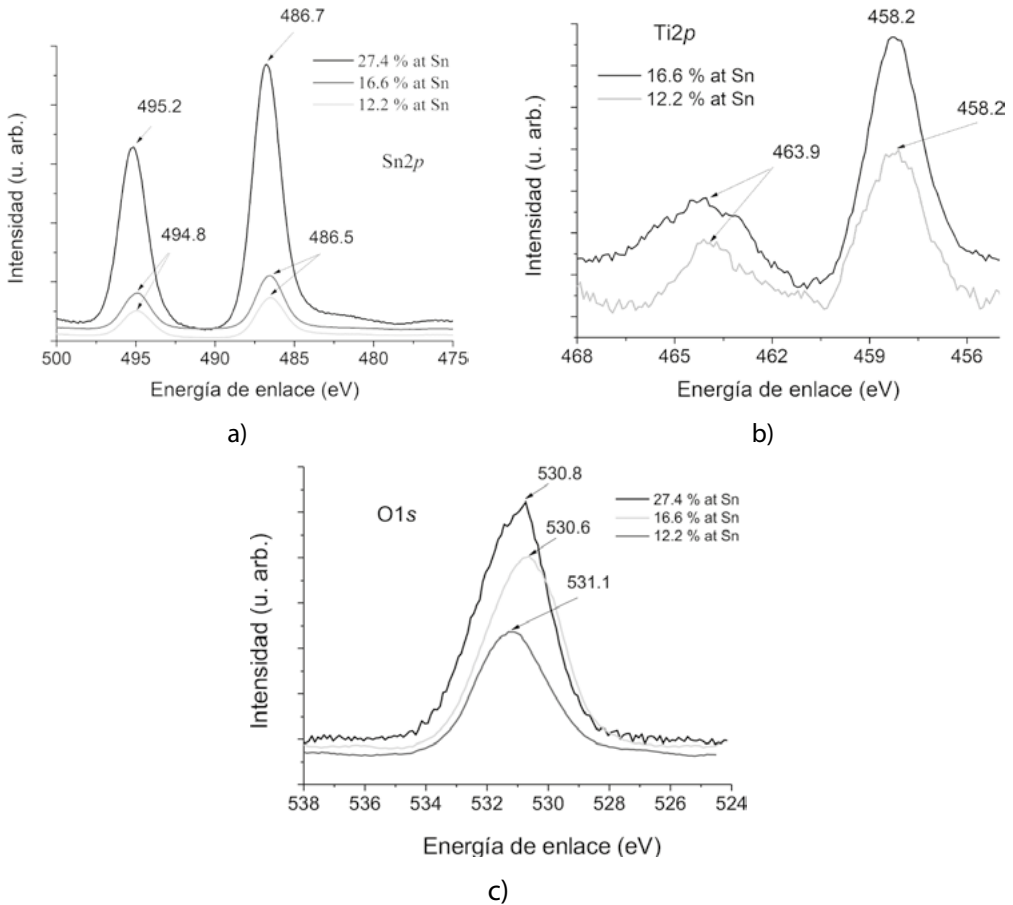 486.7
27.4 % at Sn
16.6 % at Sn
12.2 % at Sn
495.2
Sn2p
494.8
486.5
Intensidad (u. arb.)
500 495 490 485 480 475
Energía de enlace (eV)
a)
458.2
Ti2p
16.6 % at Sn
12.2 % at Sn
458.2
463.9
Intensidad (u. arb.)
468 465 462 459 456
Energía de enlace (eV)
b)
530.8
O1s
27.4 % at Sn
16.6 % at Sn
12.2 % at Sn
530.6
531.1
Intensidad (u. arb.)
538 536 534 532 530 528 526 524
Energía de enlace (eV)
c)